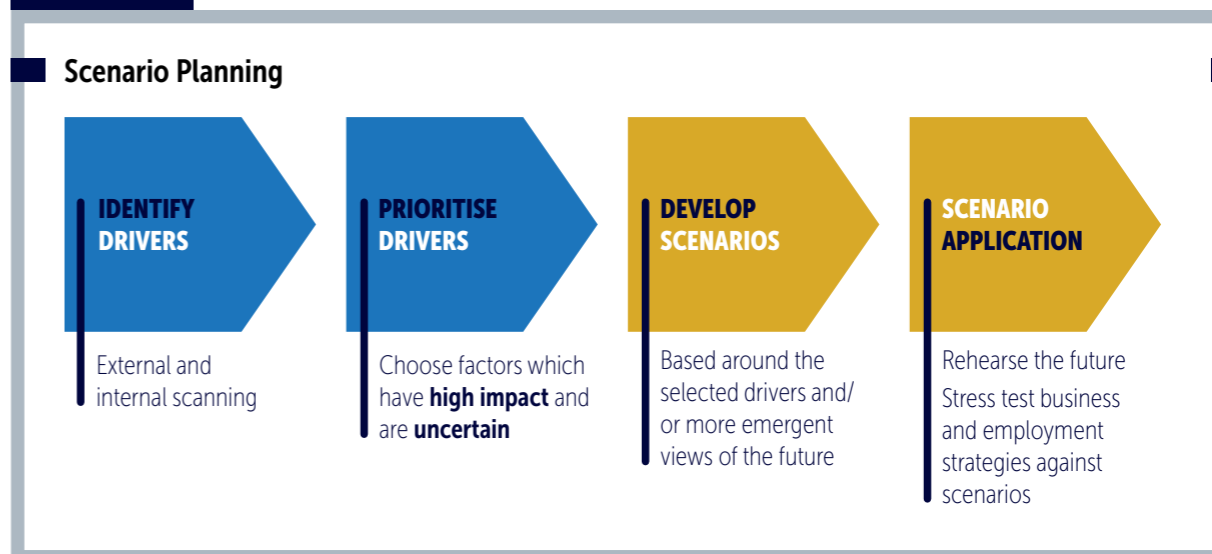 Scenario Planning
IDENTIFY
DRIVERS
External and
internal scanning
PRIORITISE
DRIVERS
Choose factors which
have high impact and
are uncertain
DEVELOP
SCENARIOS
Based around the
selected drivers and/
or more emergent
views of the future
SCENARIO
APPLICATION
Rehearse the future
Stress test business
and employment
strategies against
scenarios